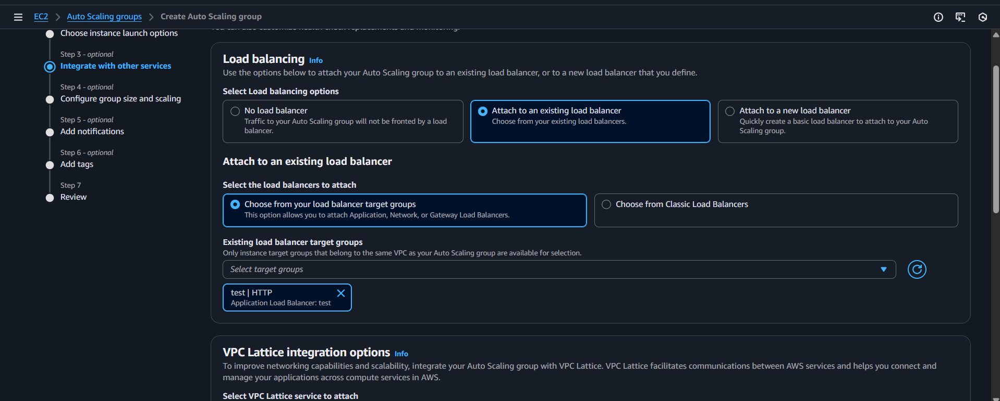 EC2 > Auto Scaling groups > Create Auto Scaling group
Choose instance launch options
Step 3 - optional
Integrate with other services
Step 4 - optional
Configure group size and scaling
Step 5 - optional
Add notifications
Step 6 - optional
Add tags
Step 7
Review
You can also customize health check replacements and monitoring.
Load balancing Info
Use the options below to attach your Auto Scaling group to an existing load balancer, or to a new load balancer that you define.
Select Load balancing options
No load balancer
Traffic to your Auto Scaling group will not be fronted by a load
balancer.
Attach to an existing load balancer
Choose from your existing load balancers.
Attach to a new load balancer
Quickly create a basic load balancer to attach to your Auto
Scaling group.
Attach to an existing load balancer
Select the load balancers to attach
Choose from your load balancer target groups
This option allows you to attach Application, Network, or Gateway Load Balancers.
Choose from Classic Load Balancers
Existing load balancer target groups
Only instance target groups that belong to the same VPC as your Auto Scaling group are available for selection.
Select target groups
test | HTTP
Application Load Balancer: test
VPC Lattice integration options Info
To improve networking capabilities and scalability, integrate your Auto Scaling group with VPC Lattice. VPC Lattice facilitates communications between AWS services and helps you connect and
manage your applications across compute services in AWS.
Select VPC Lattice service to attach